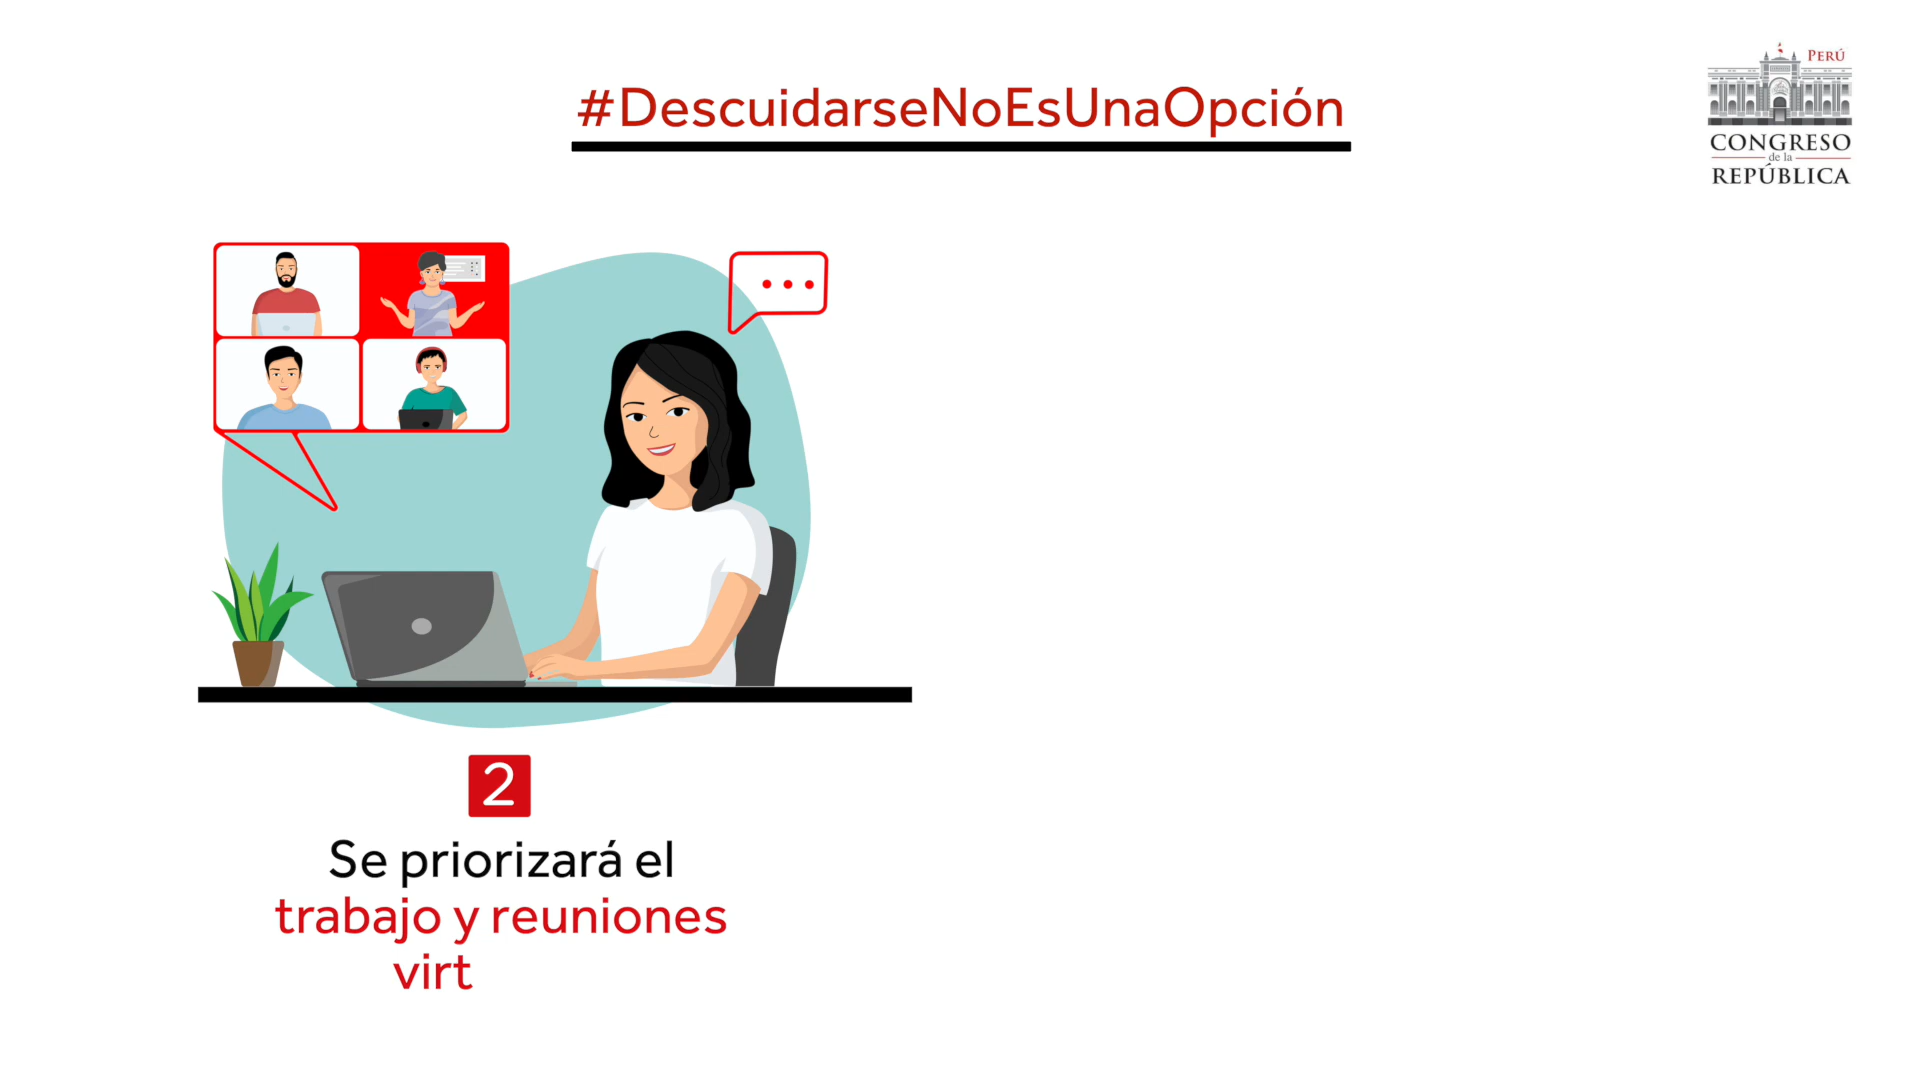 #DescuidarseNoEsUnaOpción
PERÚ
CONGRESO
de la
REPÚBLICA
2
Se priorizará el
trabajo y reuniones
virt